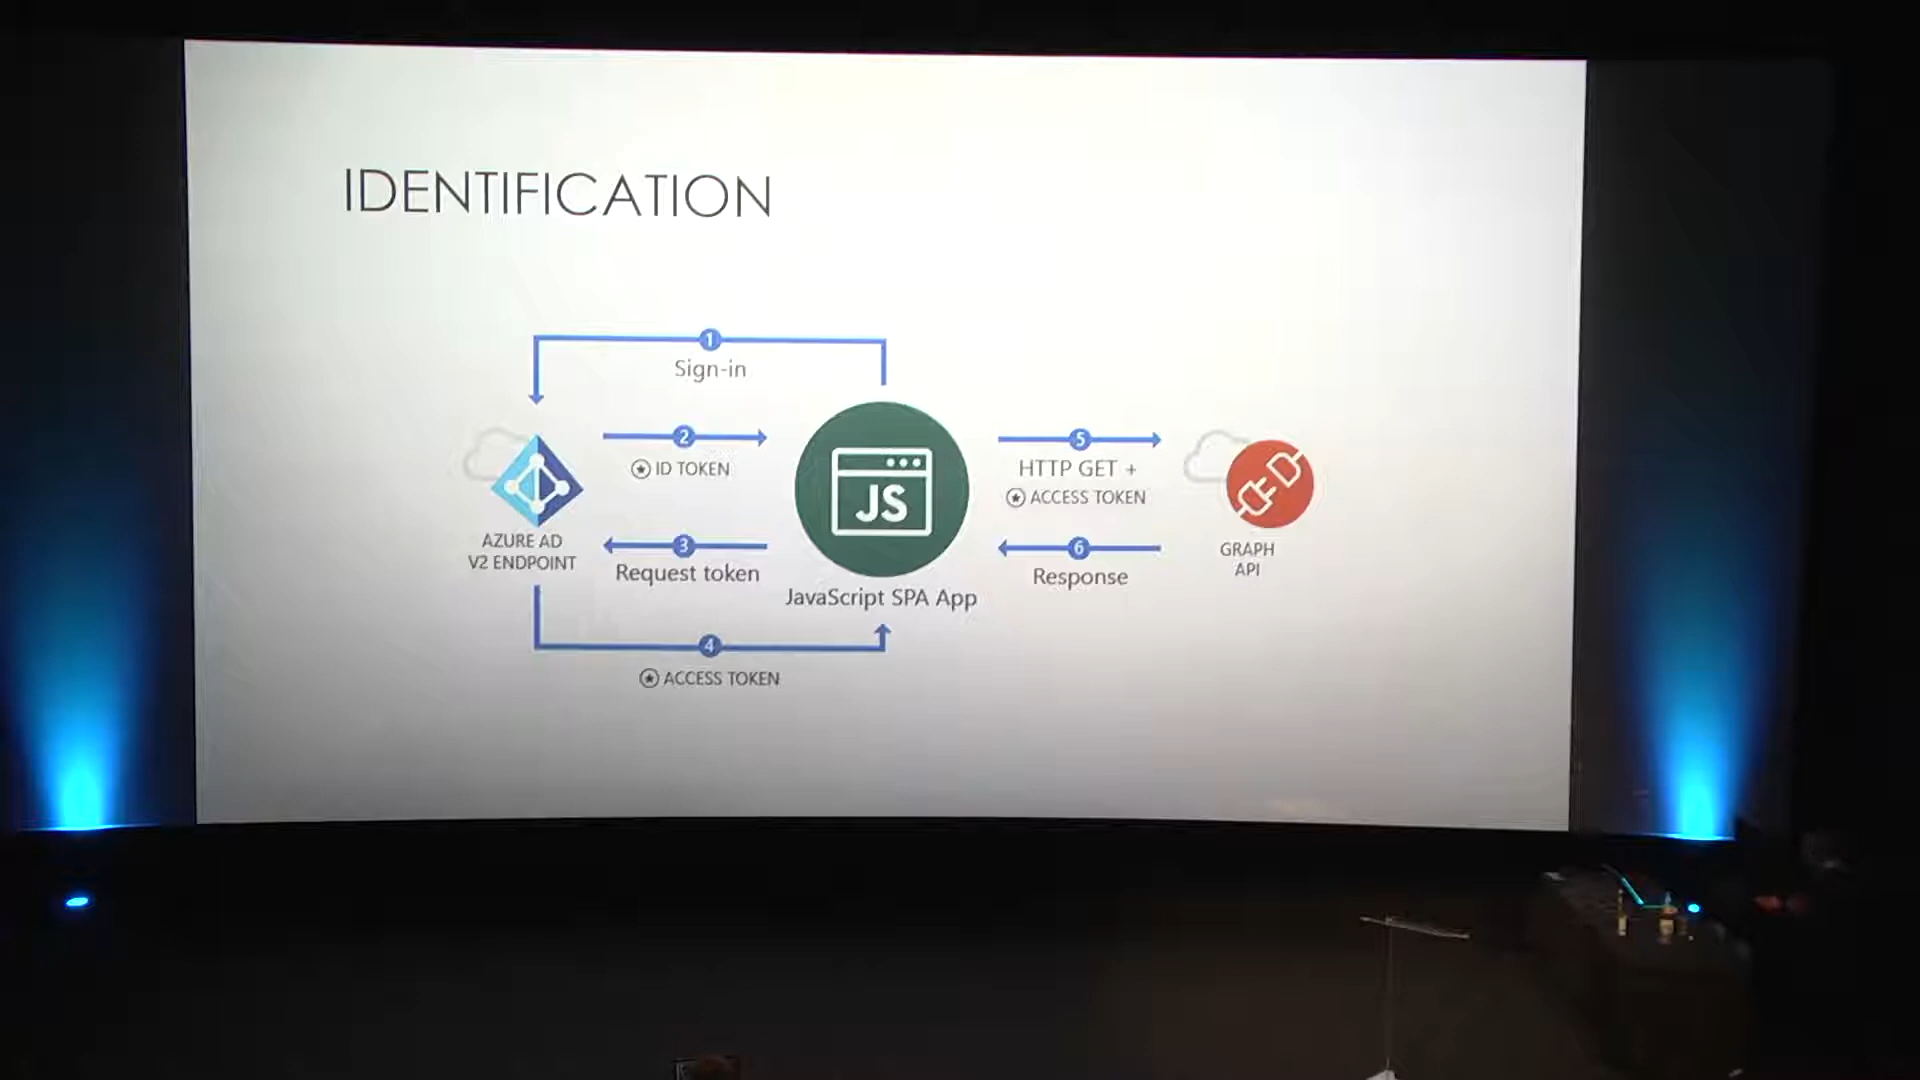 IDENTIFICATION
1
Sign-in
2
ID TOKEN
3
Request token
4
ACCESS TOKEN
AZURE AD
V2 ENDPOINT
JS
JavaScript SPA App
5
HTTP GET +
ACCESS TOKEN
6
Response
GRAPH
API